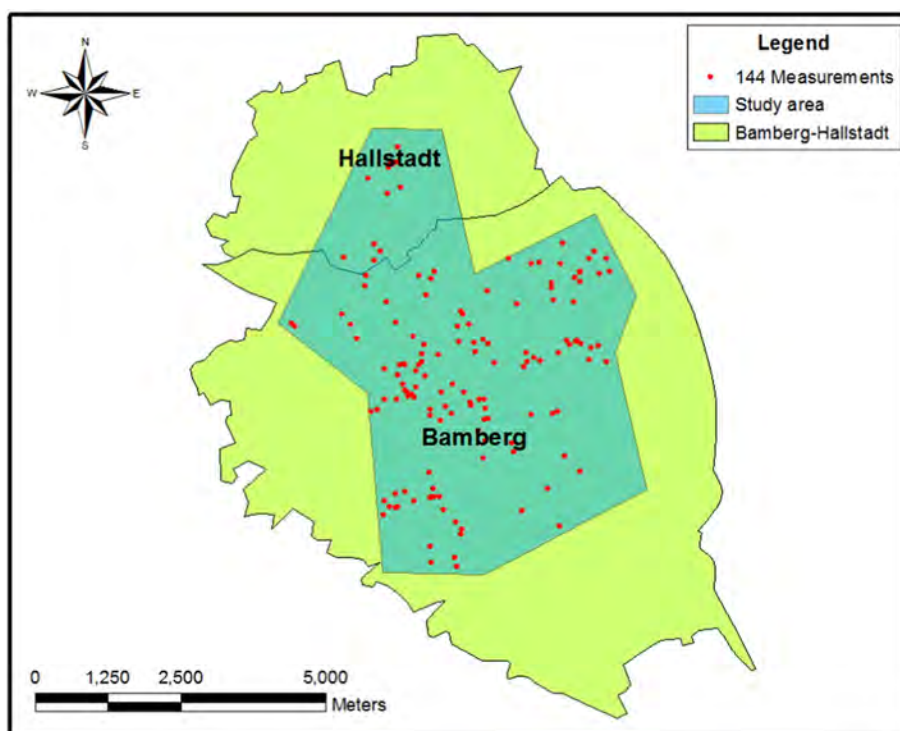 N
W E
S
Legend
144 Measurements
Study area
Bamberg-Hallstadt
Hallstadt
Bamberg
0 1,250 2,500 5,000
Meters